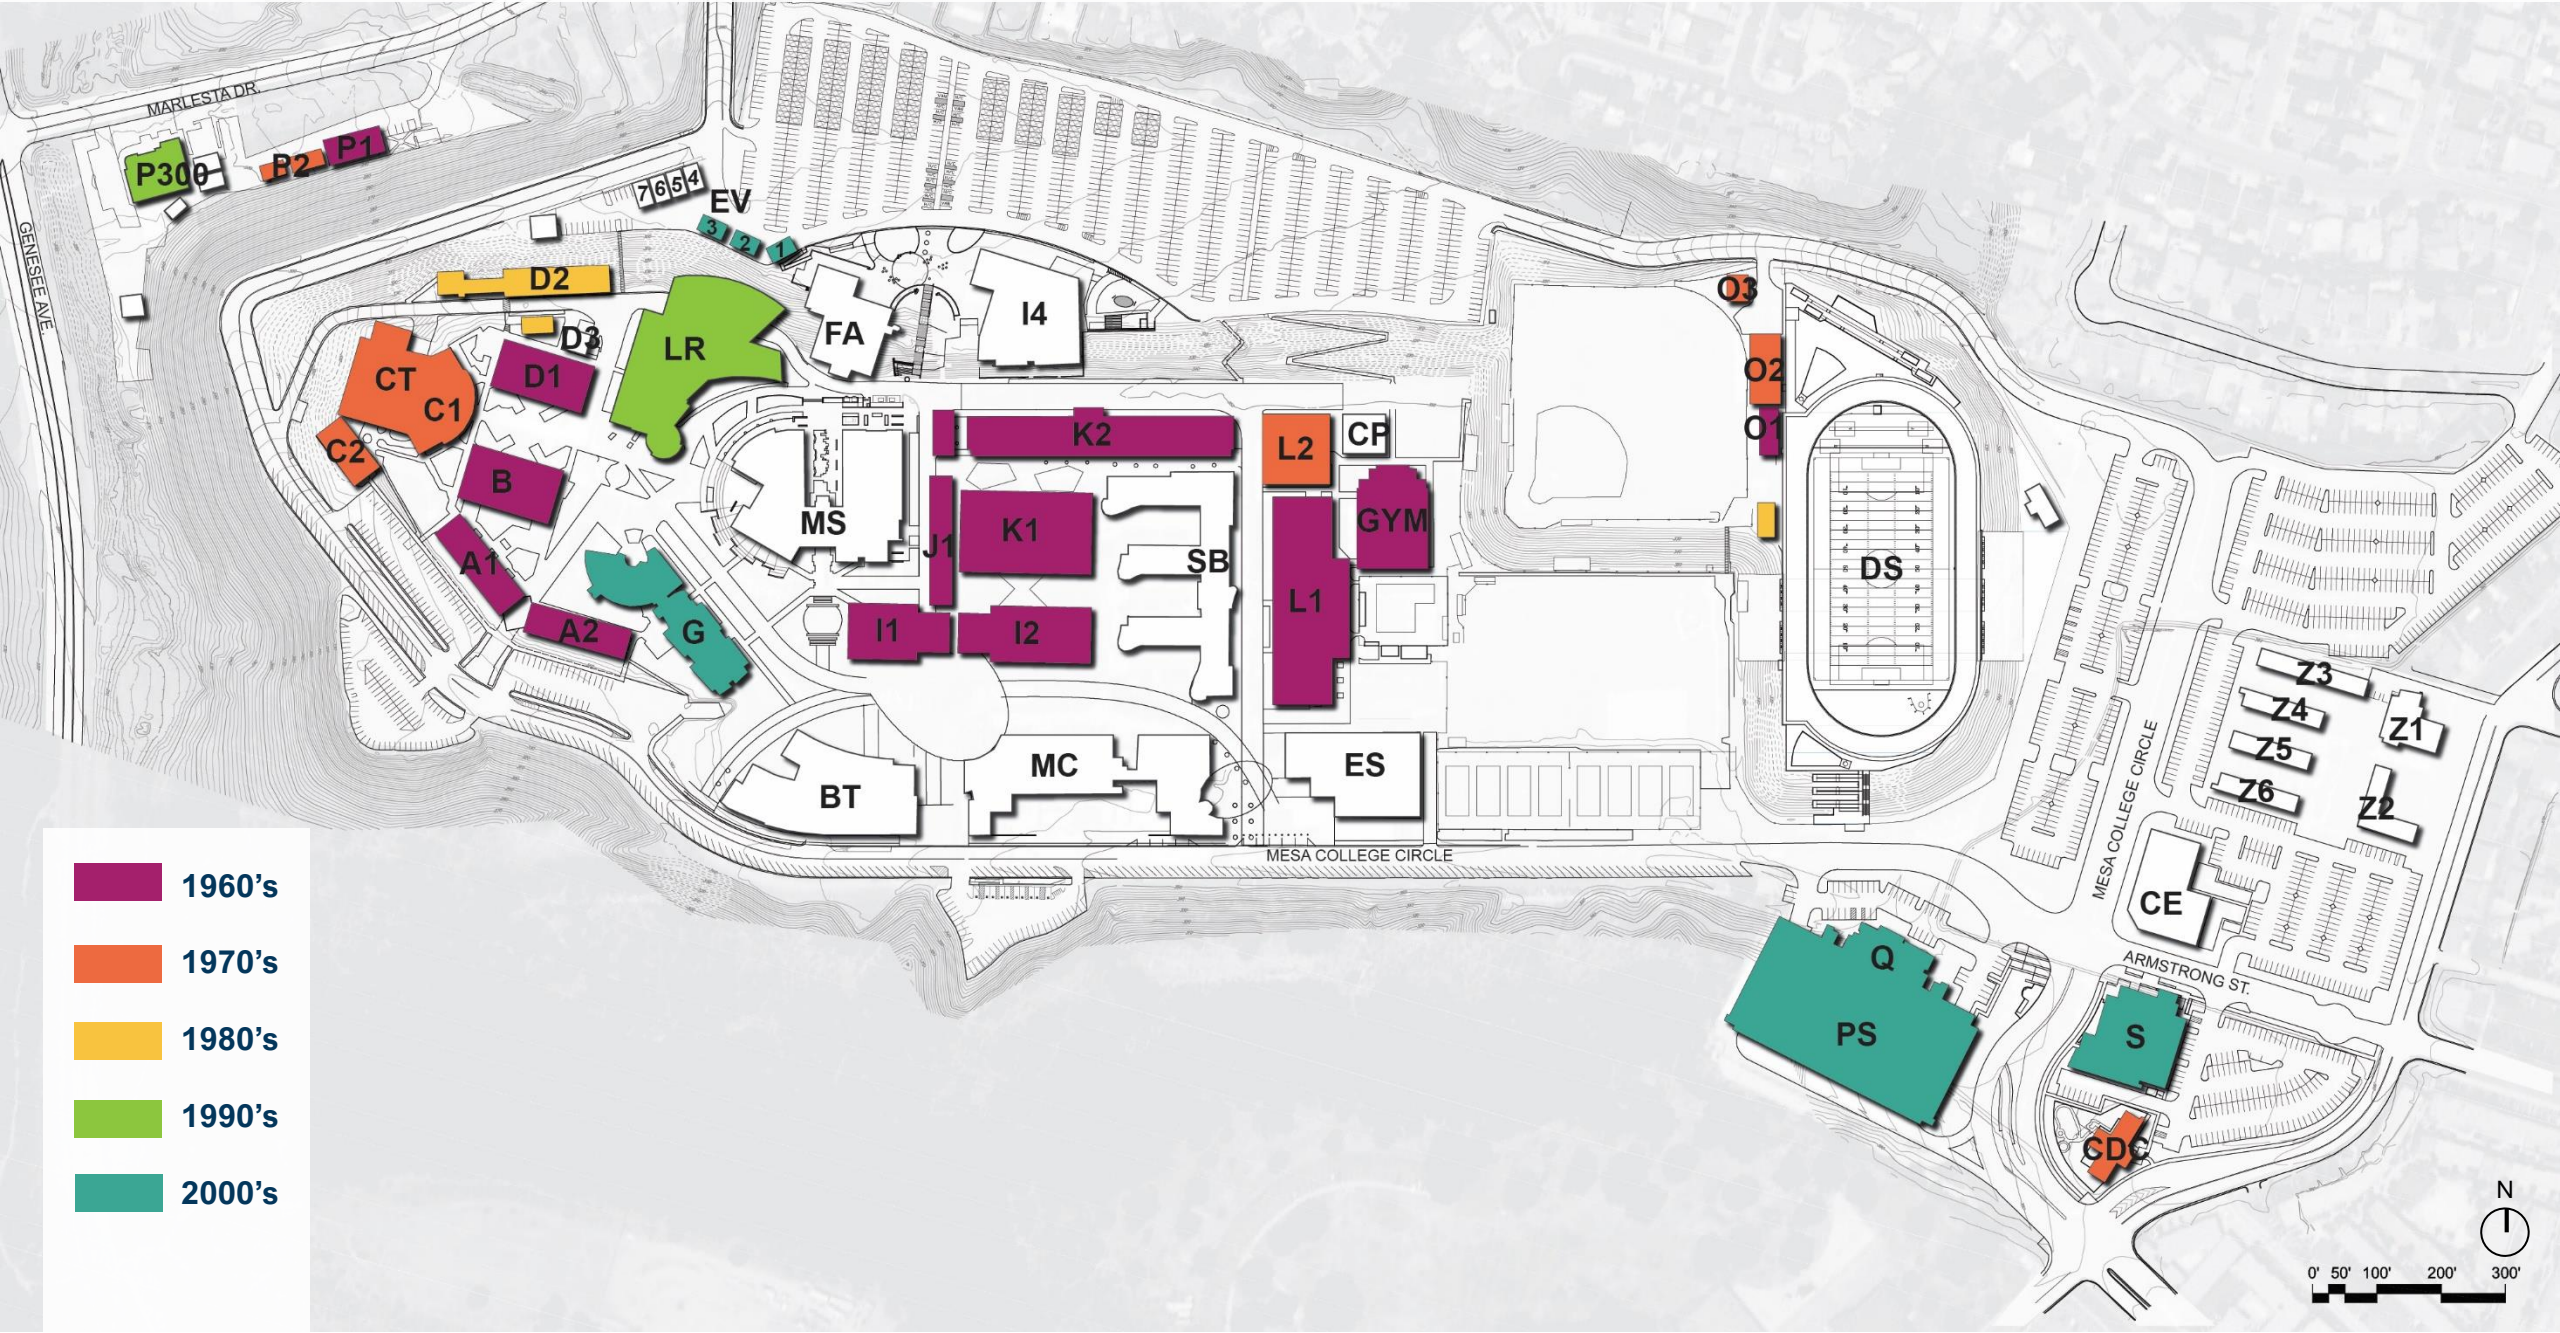 MARLESTA DR.
P300
P2
P1
GENESEE AVE.
7 6 5 4
EV
3
2
1
D2
D3
D1
CT
C1
C2
LR
FA
I4
B
A1
A2
G
MS
K2
J1
K1
SB
I1
I2
L2
CP
GYM
L1
O3
O2
O1
DS
BT
MC
ES
MESA COLLEGE CIRCLE
MESA COLLEGE CIRCLE
Z3
Z4
Z1
Z5
Z6
Z2
CE
ARMSTRONG ST.
Q
PS
S
CDC
1960’s
1970’s
1980’s
1990’s
2000’s
N
0' 50' 100' 200' 300'